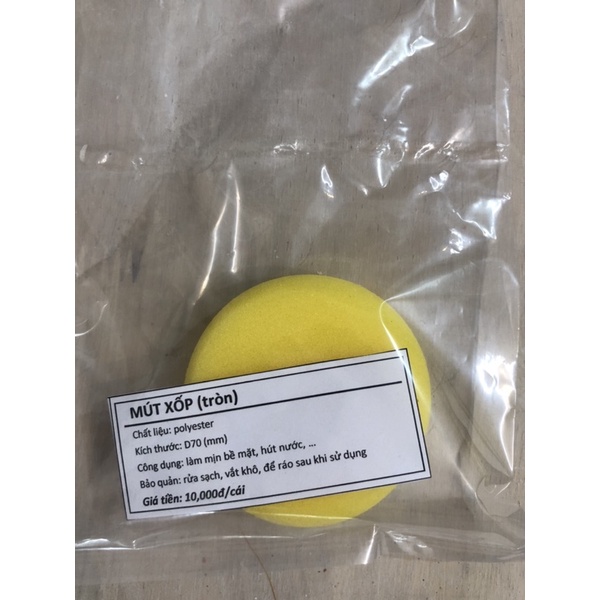 MÚT XỐP (tròn)
Chất liệu: polyester
Kích thước: D70 (mm)
Công dụng: làm mịn bề mặt, hút nước, ...
Bảo quản: rửa sạch, vắt khô, để ráo sau khi sử dụng
Giá tiền: 10,000đ/cái